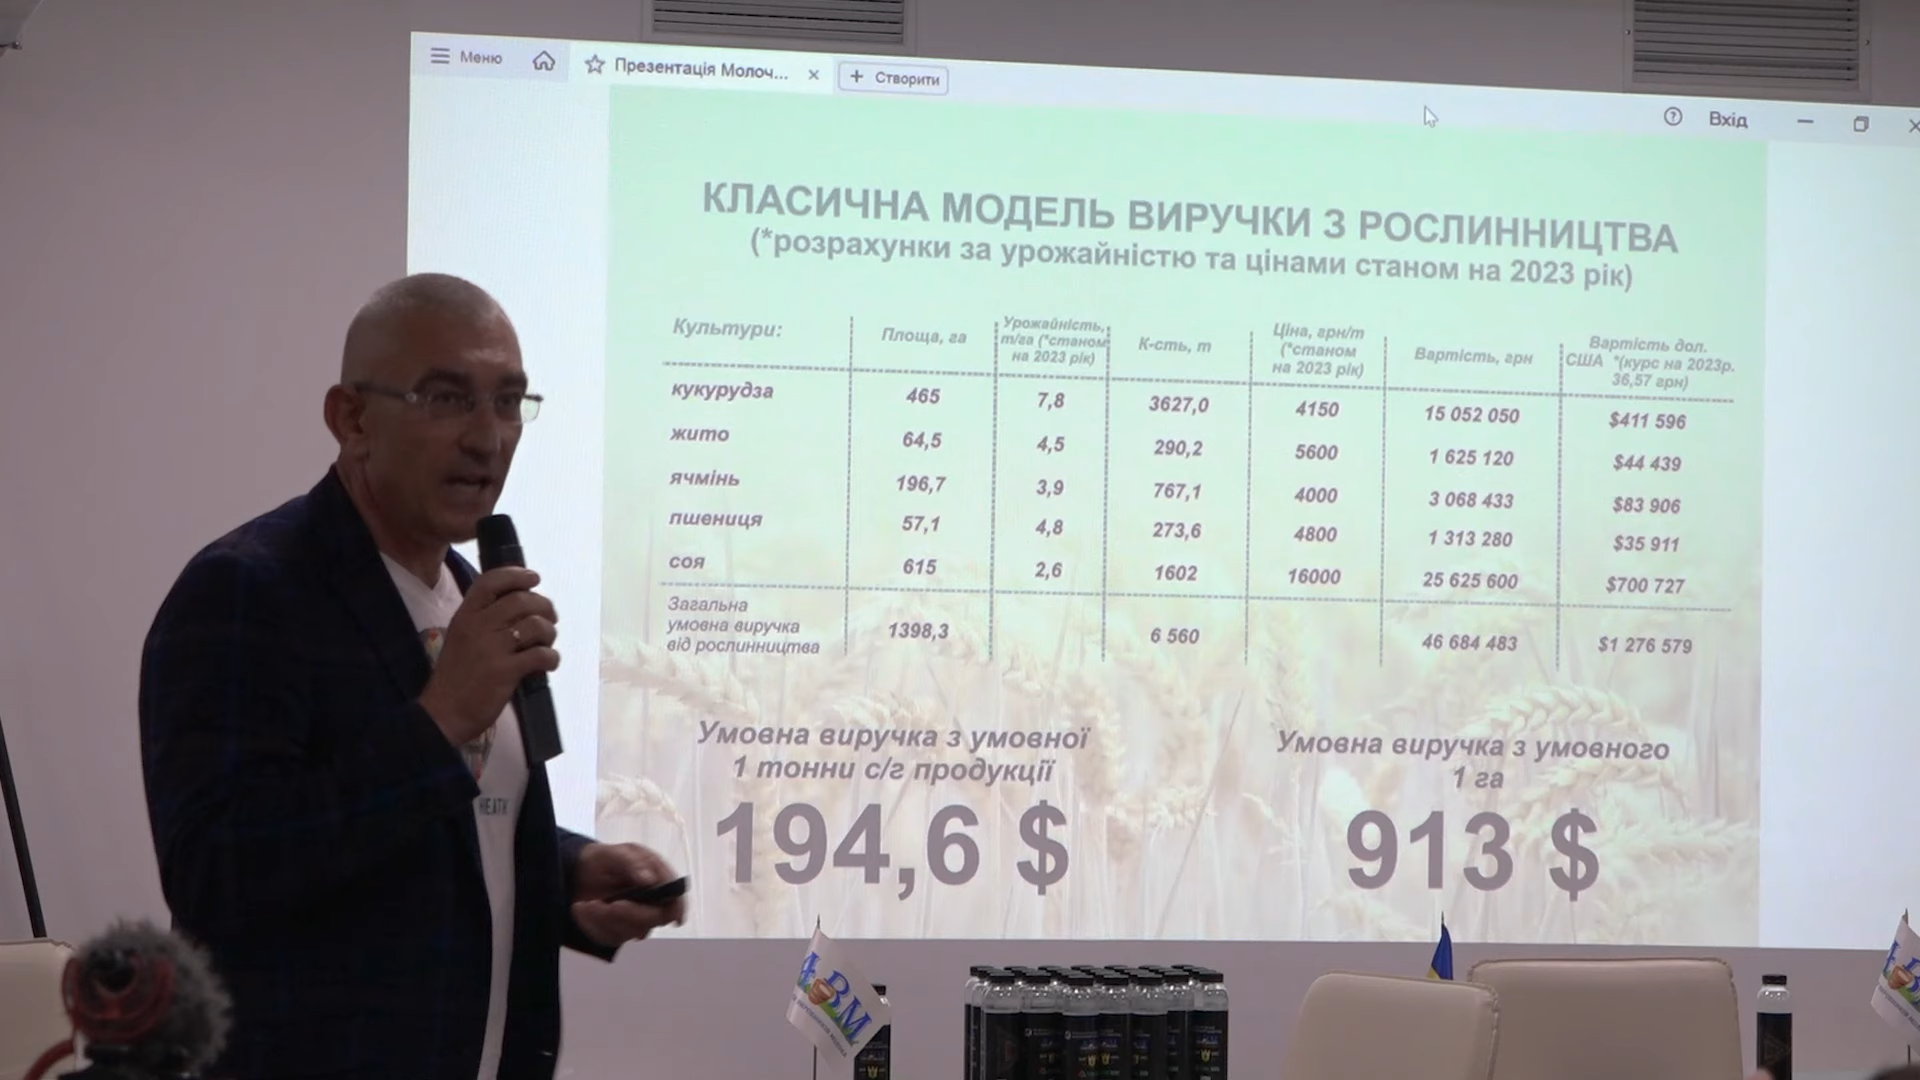 Меню
Презентація Молоч...
Створити
Вхід
КЛАСИЧНА МОДЕЛЬ ВИРУЧКИ З РОСЛИННИЦТВА
(*розрахунки за урожайністю та цінами станом на 2023 рік)
Культури:
Площа, га
Урожайність,
т/га (*станом
на 2023 рік)
К-сть, т
Ціна, грн/т
(*станом
на 2023 рік)
Вартість, грн
Вартість дол.
США *(курс на 2023р.
36,57 грн)
кукурудза 465 7,8 3627,0 4150 15 052 050 $411 596
жито 64,5 4,5 290,2 5600 1 625 120 $44 439
ячмінь 196,7 3,9 767,1 4000 3 068 433 $83 906
пшениця 57,1 4,8 273,6 4800 1 313 280 $35 911
соя 615 2,6 1602 16000 25 625 600 $700 727
Загальна
умовна виручка
від рослинництва
1398,3 6 560 46 684 483 $1 276 579
Умовна виручка з умовної
1 тонни с/г продукції
194,6 $
Умовна виручка з умовного
1 га
913 $
АВМ